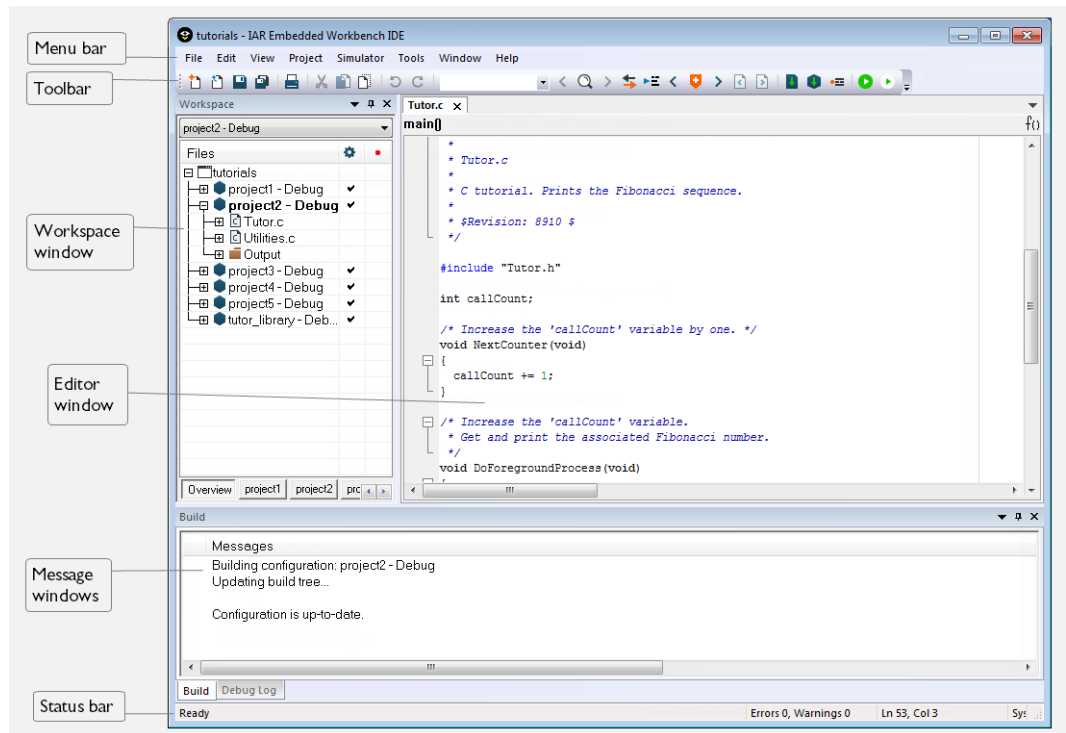 Menu bar
Toolbar
Workspace
window
Editor
window
Message
windows
Status bar
tutorials - IAR Embedded Workbench IDE
File Edit View Project Simulator Tools Window Help
Workspace
project2 - Debug
Files
tutorials
project1 - Debug
project2 - Debug
Tutor.c
Utilities.c
Output
project3 - Debug
project4 - Debug
project5 - Debug
tutor_library - Deb...
Overview project1 project2 prc
Tutor.c
main()
f()
*
* Tutor.c
*
* C tutorial. Prints the Fibonacci sequence.
*
* $Revision: 8910 $
*/
#include "Tutor.h"
int callCount;
/* Increase the 'callCount' variable by one. */
void NextCounter(void)
{
callCount += 1;
}
/* Increase the 'callCount' variable.
* Get and print the associated Fibonacci number.
*/
void DoForegroundProcess(void)
Build
Messages
Building configuration: project2 - Debug
Updating build tree...
Configuration is up-to-date.
Build Debug Log
Ready Errors 0, Warnings 0 Ln 53, Col 3 Sys